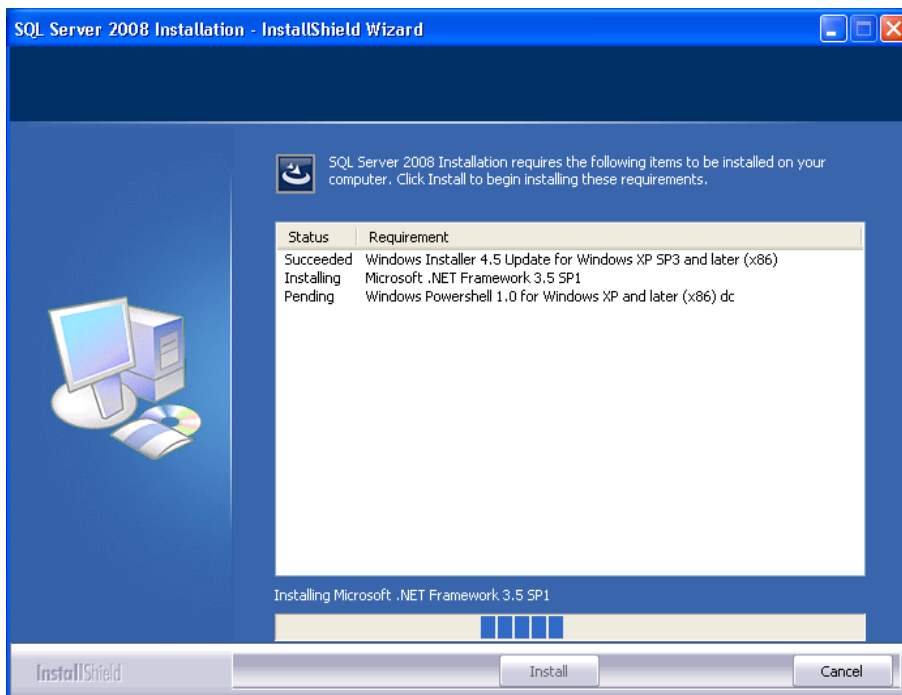 SQL Server 2008 Installation - InstallShield Wizard
SQL Server 2008 Installation requires the following items to be installed on your
computer. Click Install to begin installing these requirements.
Status Requirement
Succeeded Windows Installer 4.5 Update for Windows XP SP3 and later (x86)
Installing Microsoft .NET Framework 3.5 SP1
Pending Windows Powershell 1.0 for Windows XP and later (x86) dc
Installing Microsoft .NET Framework 3.5 SP1
InstallShield
Install Cancel